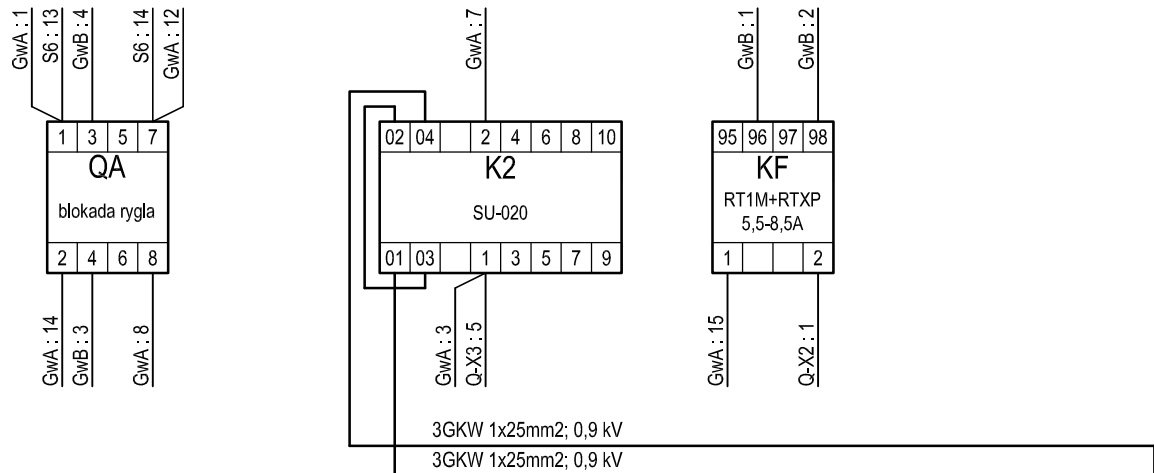 GwA : 1
S6 : 13
GwB : 4
S6 : 14
GwA : 12
GwA : 7
GwB : 1
GwB : 2
1 3 5 7
QA
blokada rygla
2 4 6 8
02 04 2 4 6 8 10
K2
SU-020
01 03 1 3 5 7 9
95 96 97 98
KF
RT1M+RTXP
5,5-8,5A
1 2
GwA : 14
GwB : 3
GwA : 8
GwA : 3
Q-X3 : 5
GwA : 15
Q-X2 : 1
3GKW 1x25mm2; 0,9 kV
3GKW 1x25mm2; 0,9 kV